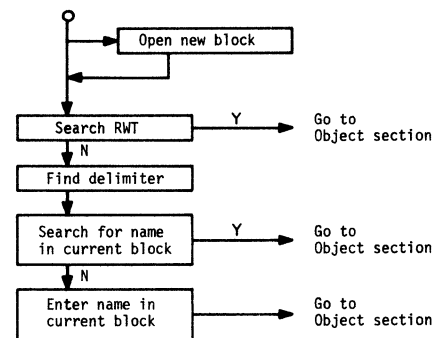 Open new block
Search RWT
Y
Go to
Object section
N
Find delimiter
Search for name
in current block
Y
Go to
Object section
N
Enter name in
current block
Go to
Object section